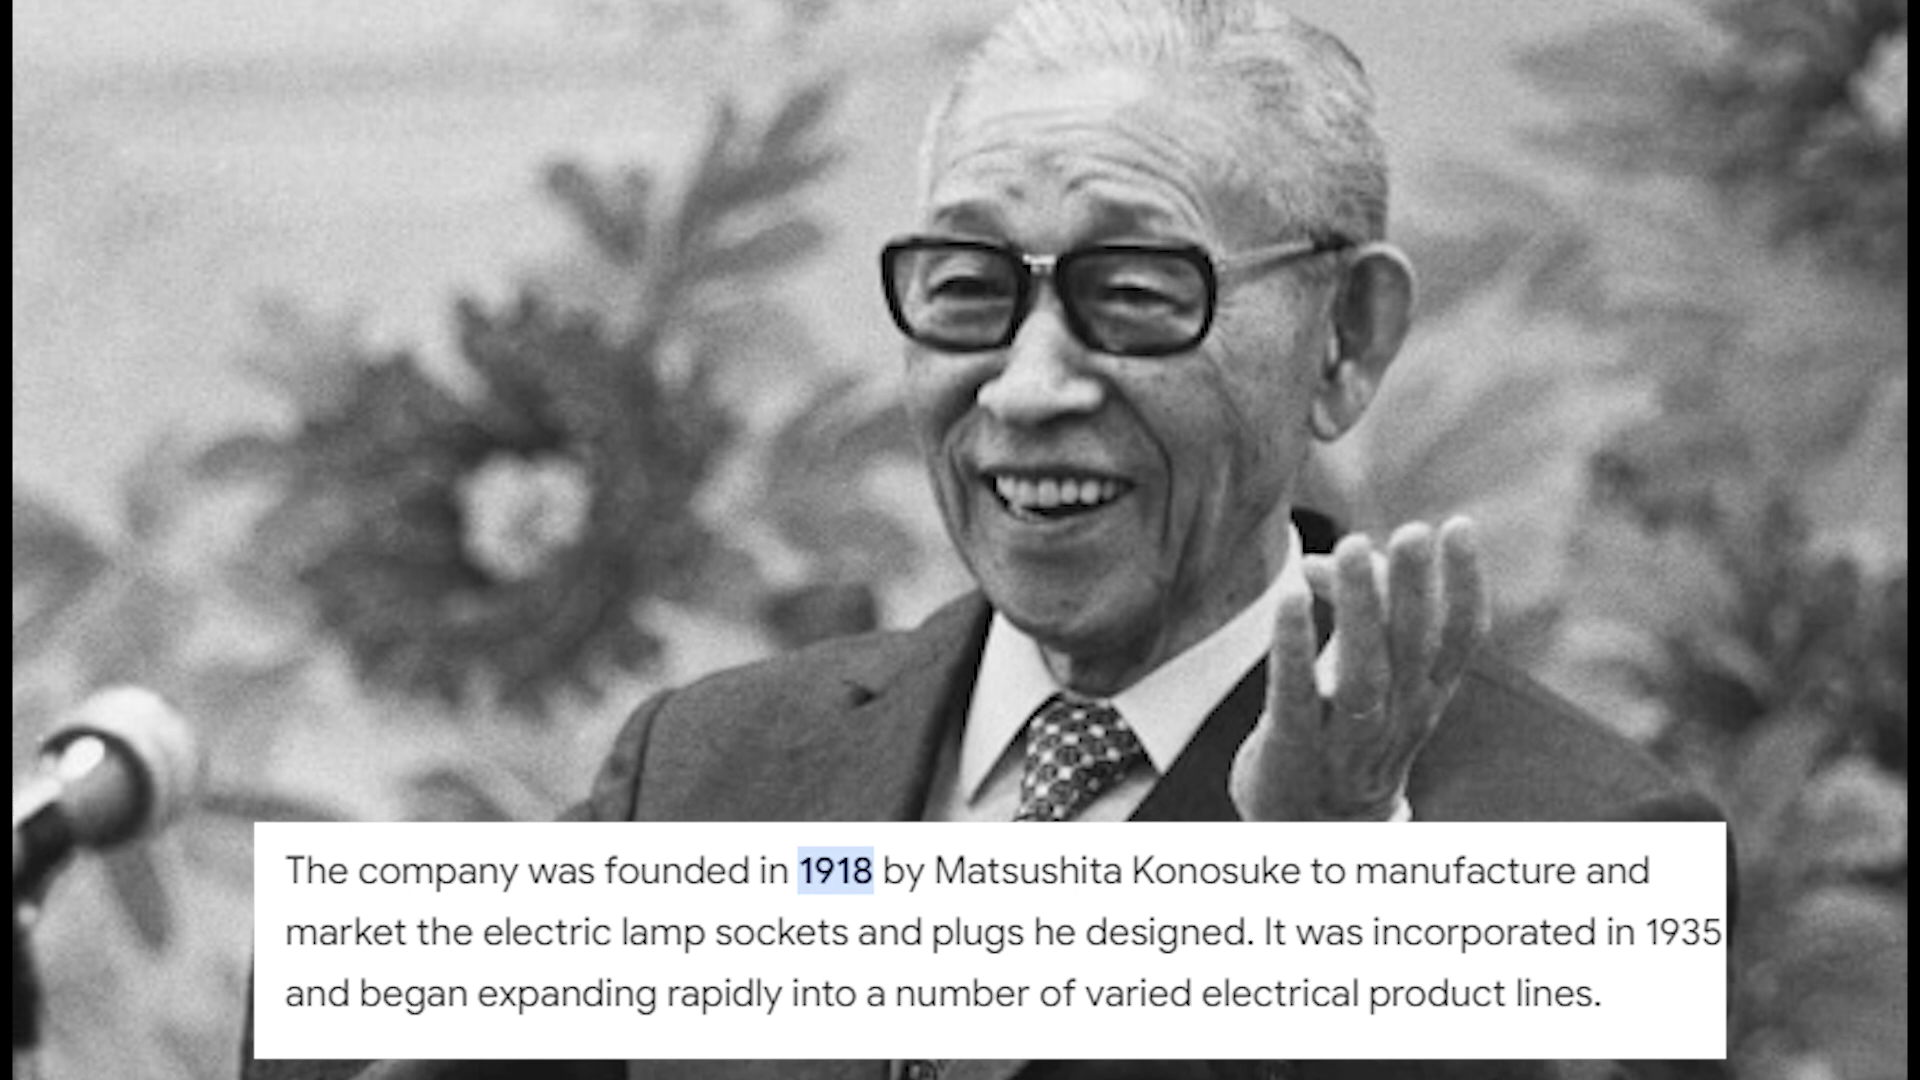 The company was founded in 1918 by Matsushita Konosuke to manufacture and
market the electric lamp sockets and plugs he designed. It was incorporated in 1935
and began expanding rapidly into a number of varied electrical product lines.